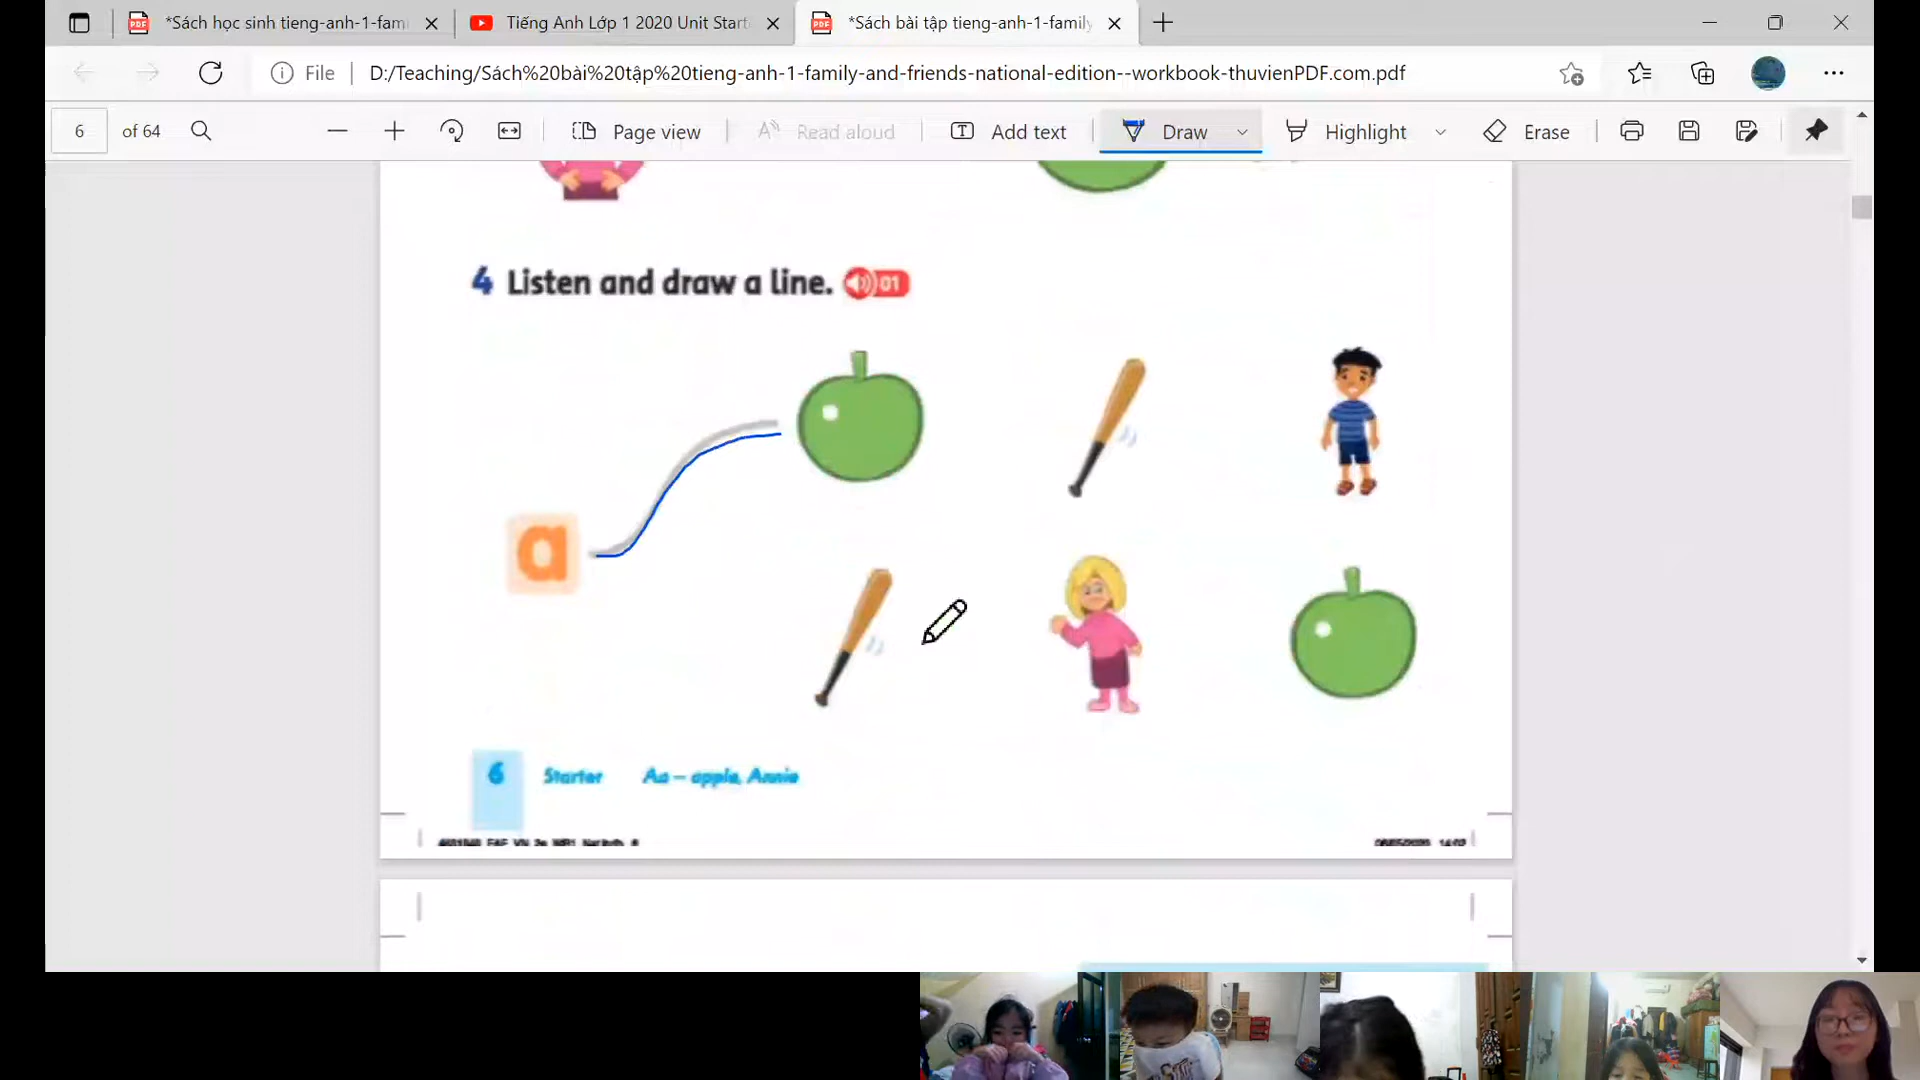 *Sách học sinh tieng-anh-1-fami
Tiếng Anh Lớp 1 2020 Unit Start
*Sách bài tập tieng-anh-1-family
File
D:/Teaching/Sách%20bài%20tập%20tieng-anh-1-family-and-friends-national-edition--workbook-thuvienPDF.com.pdf
6 of 64
Page view
Read aloud
Add text
Draw
Highlight
Erase
4 Listen and draw a line. 01
a
6 Starter Aa – apple, Annie